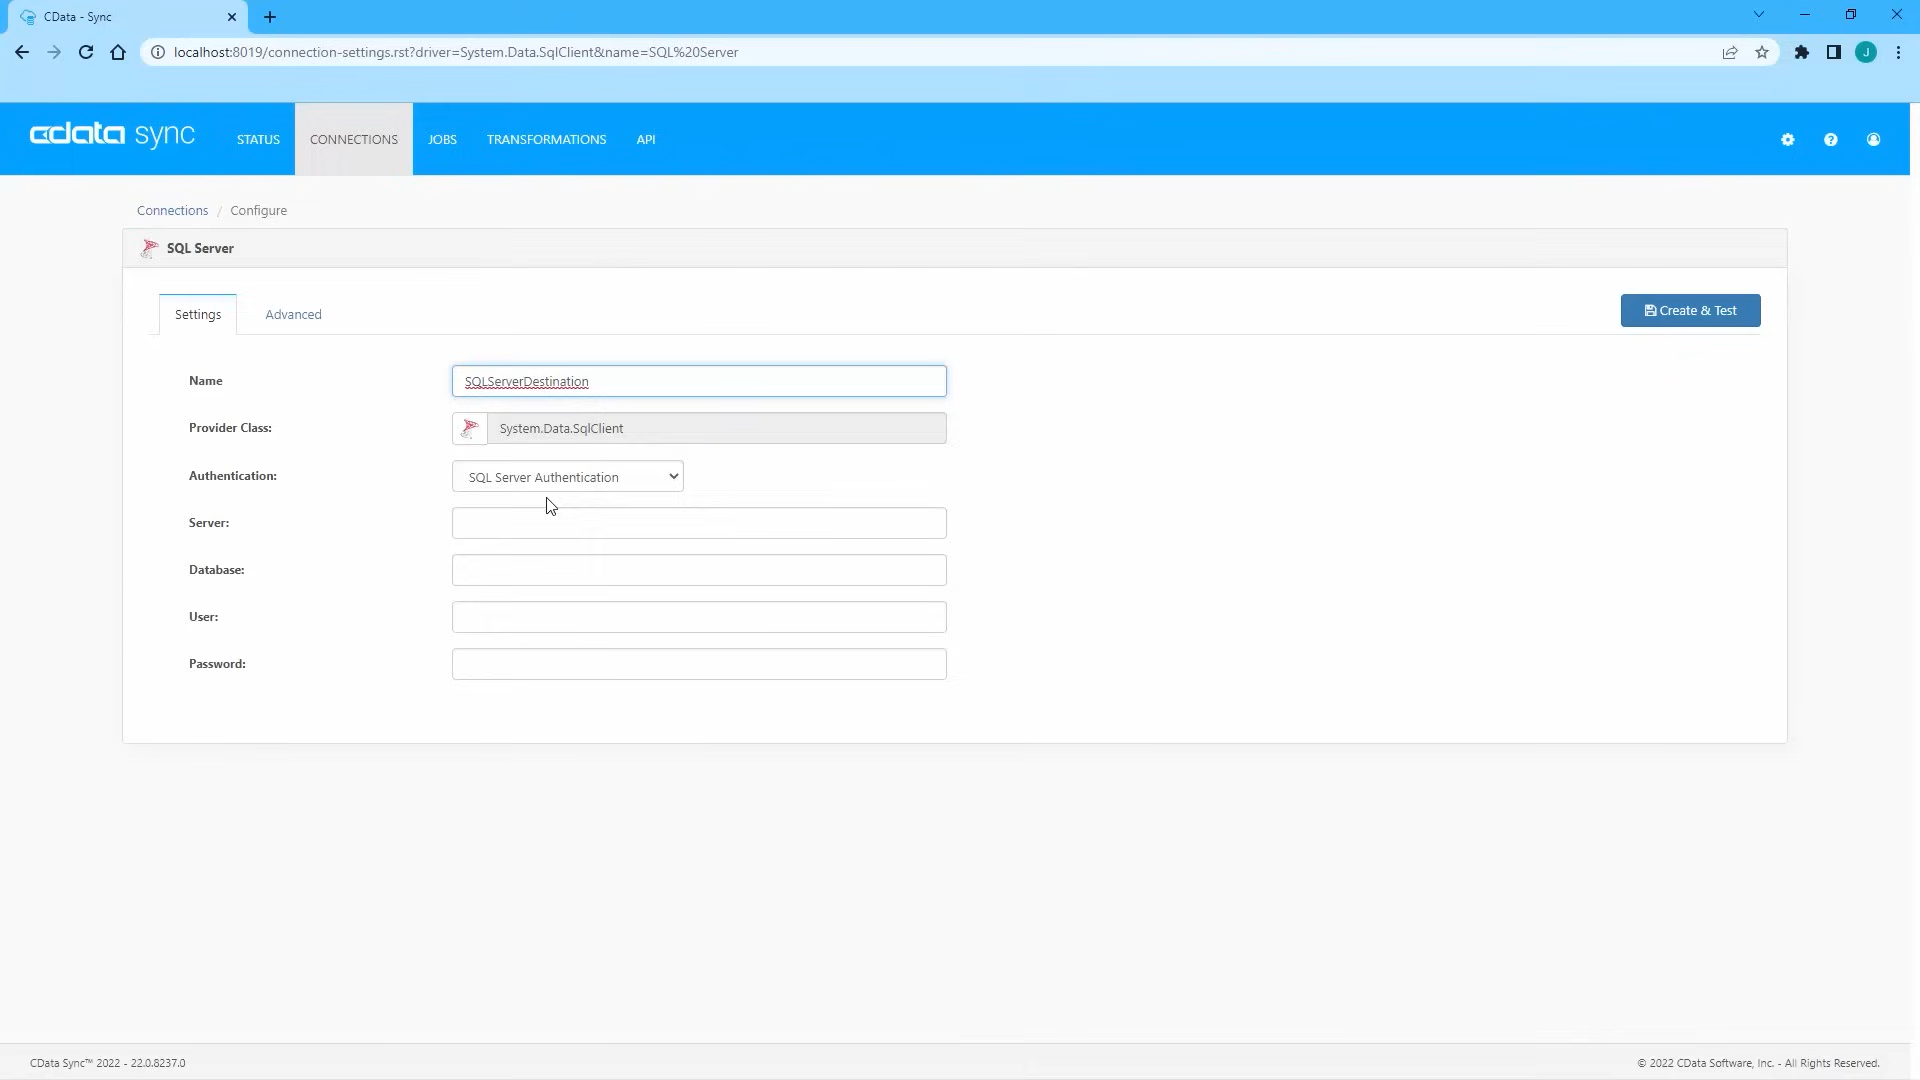 CData - Sync
localhost:8019/connection-settings.rst?driver=System.Data.SqlClient&name=SQL%20Server
J
cdata sync
STATUS
CONNECTIONS
JOBS
TRANSFORMATIONS
API
Connections / Configure
SQL Server
Settings
Advanced
Create & Test
Name
SQLServerDestination
Provider Class:
System.Data.SqlClient
Authentication:
SQL Server Authentication
Server:
Database:
User:
Password:
CData Sync™ 2022 - 22.0.8237.0
© 2022 CData Software, Inc. - All Rights Reserved.